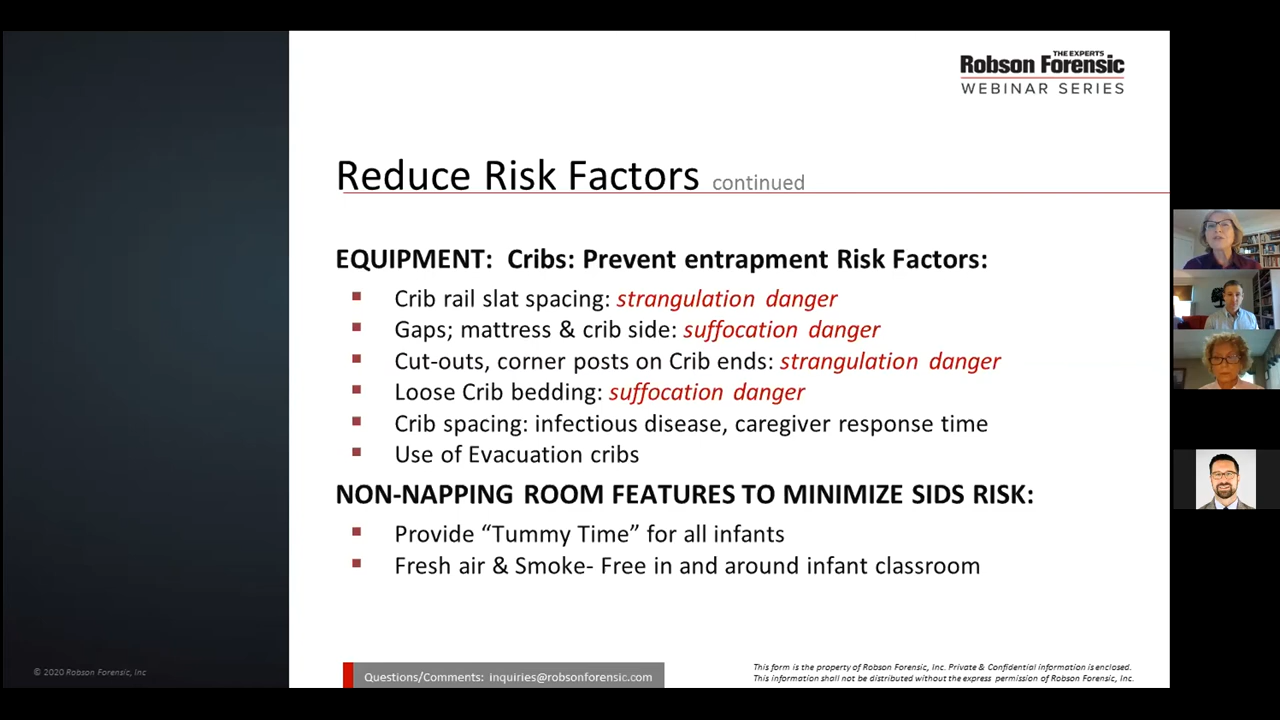 THE EXPERTS
Robson Forensic
WEBINAR SERIES
Reduce Risk Factors continued
EQUIPMENT: Cribs: Prevent entrapment Risk Factors:
Crib rail slat spacing: strangulation danger
Gaps; mattress & crib side: suffocation danger
Cut-outs, corner posts on Crib ends: strangulation danger
Loose Crib bedding: suffocation danger
Crib spacing: infectious disease, caregiver response time
Use of Evacuation cribs
NON-NAPPING ROOM FEATURES TO MINIMIZE SIDS RISK:
Provide “Tummy Time” for all infants
Fresh air & Smoke- Free in and around infant classroom
© 2020 Robson Forensic, Inc
Questions/Comments: inquiries@robsonforensic.com
This form is the property of Robson Forensic, Inc. Private & Confidential information is enclosed.
This information shall not be distributed without the express permission of Robson Forensic, Inc.